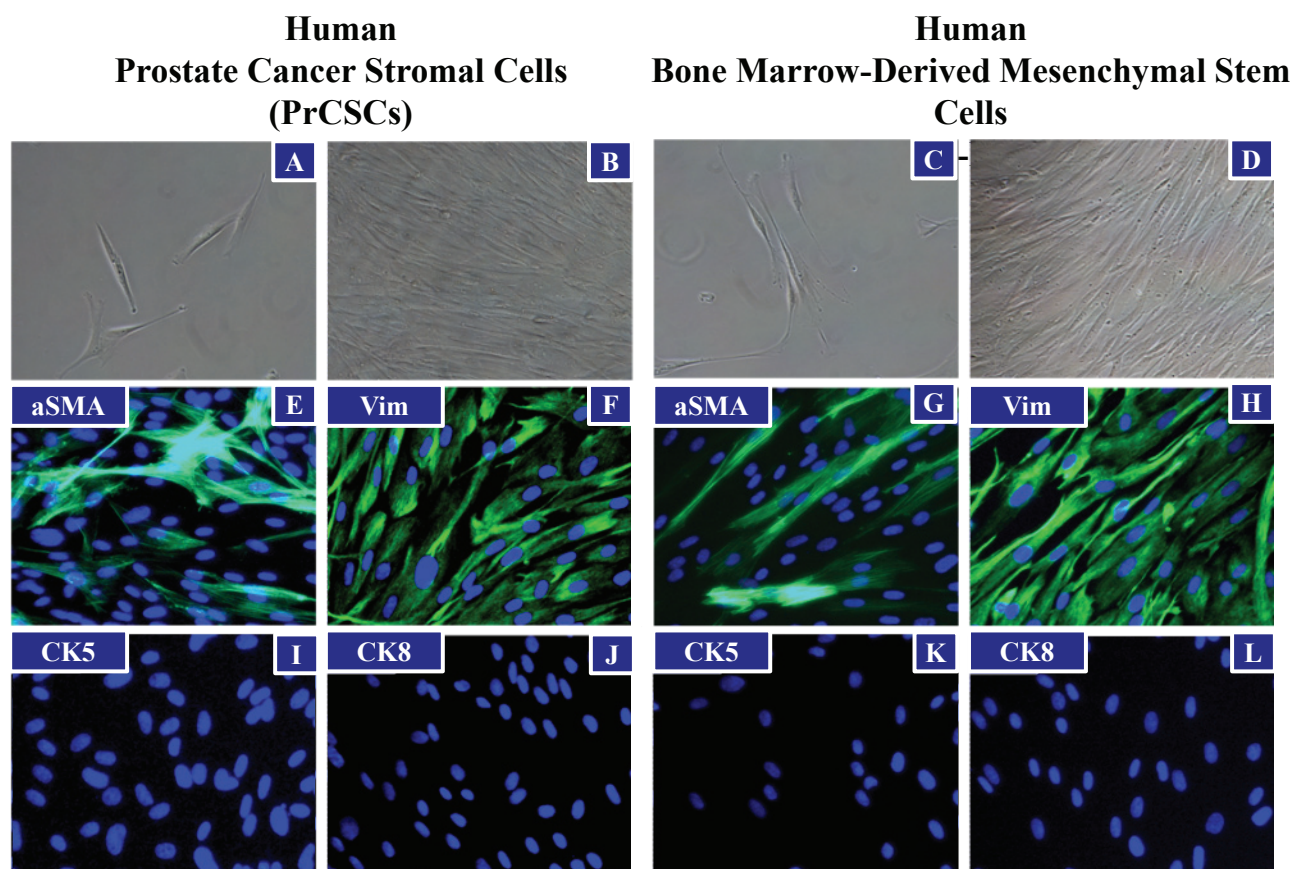 Human
Prostate Cancer Stromal Cells
(PrCSCs)
Human
Bone Marrow-Derived Mesenchymal Stem
Cells
-
A
B
C
D
aSMA
E
Vim
F
aSMA
G
Vim
H
CK5
I
CK8
J
CK5
K
CK8
L